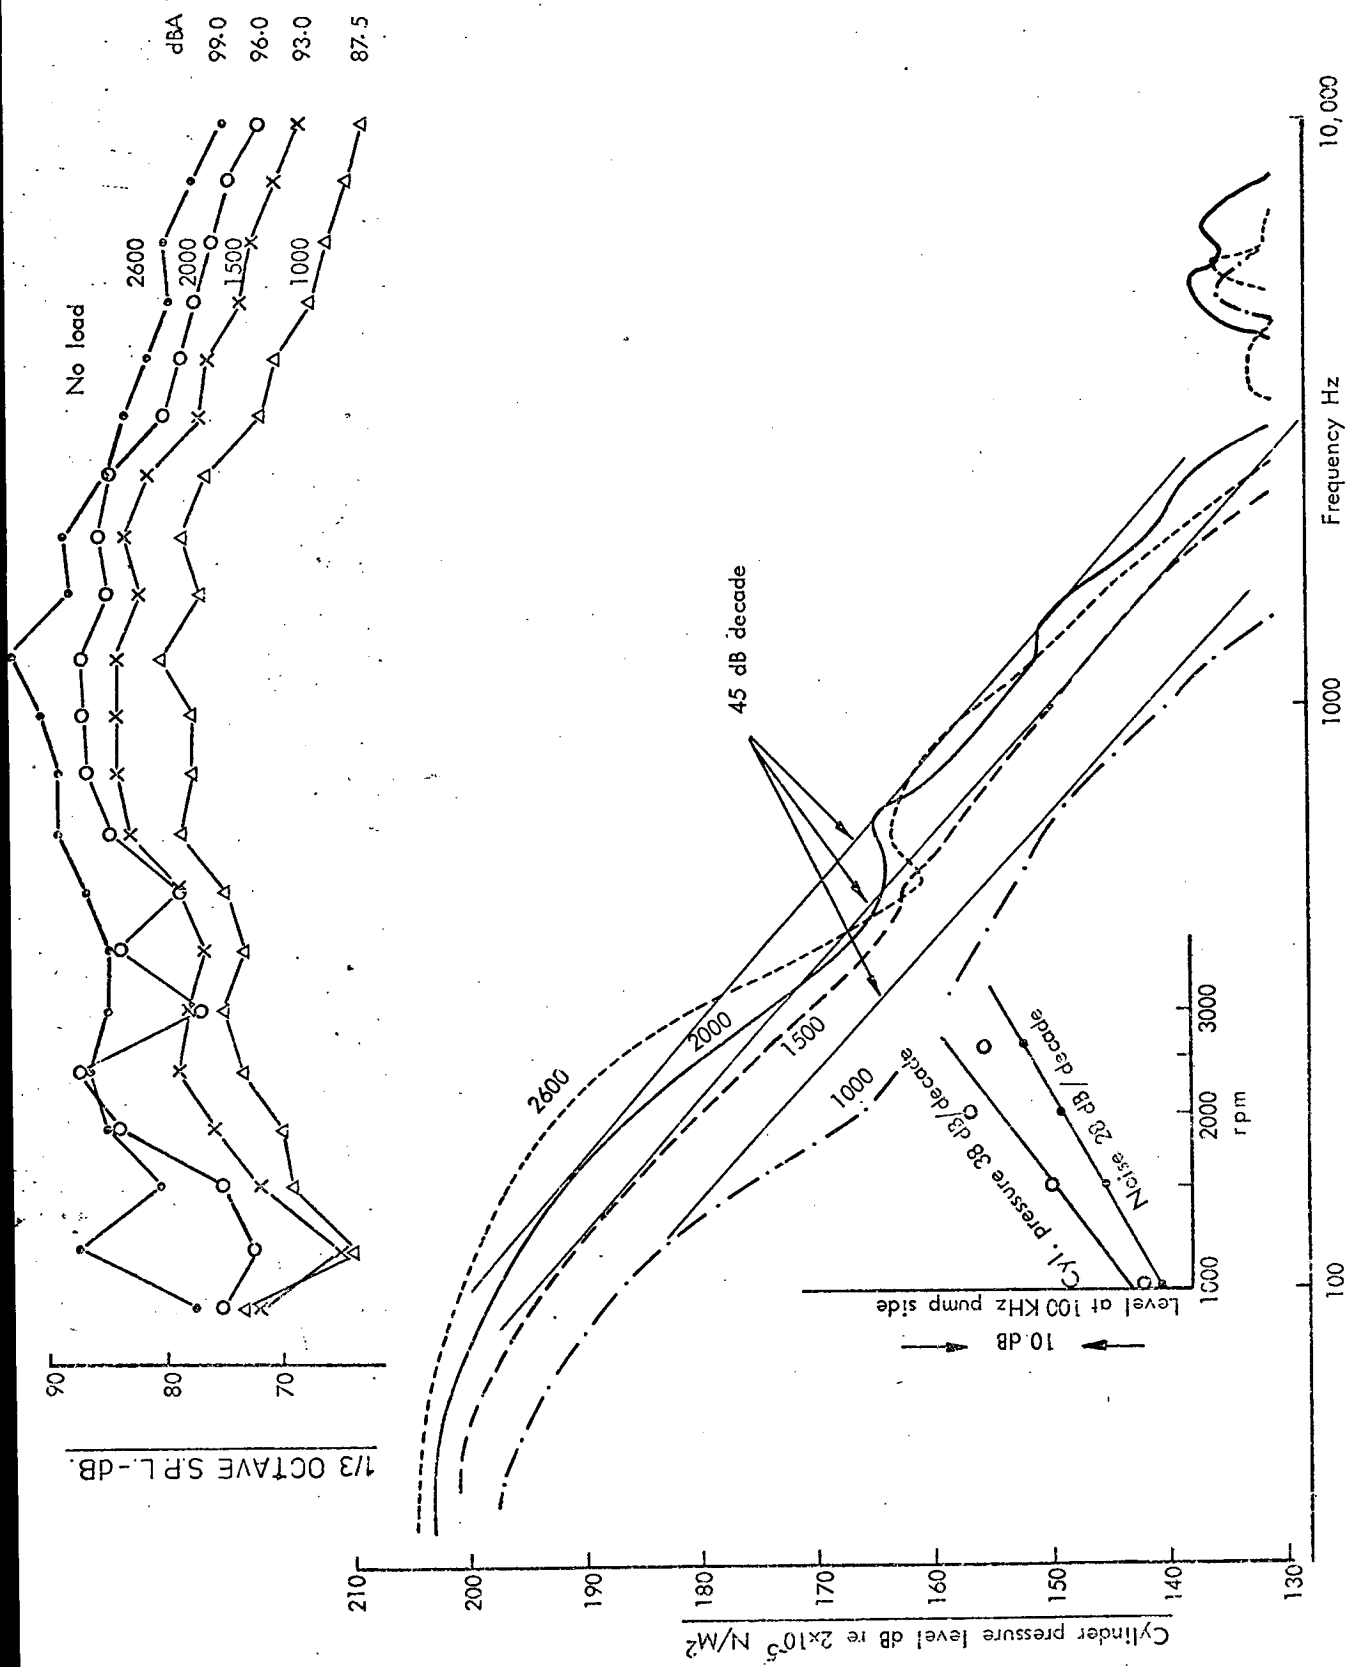 dBA
99.0
96.0
93.0
87.5
No load
2600
2000
1500
1000
90
80
70
1/3 OCTAVE S.P.L.-dB.
45 dB decade
2600
2000
1500
1000
210
200
190
180
170
160
150
140
130
Cylinder pressure level dB re 2x10⁻⁵ N/M²
Cyl. pressure 38 dB/decade
Noise 28 dB/decade
Level at 100 KHz pump side
10 dB
1000
2000
3000
rpm
100
1000
10,000
Frequency Hz